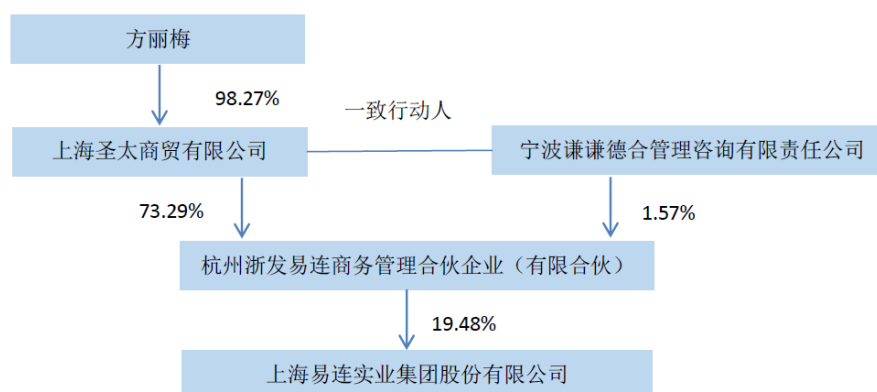 方丽梅
98.27%
一致行动人
上海圣太商贸有限公司
宁波谦谦德合管理咨询有限责任公司
73.29%
1.57%
杭州浙发易连商务管理合伙企业（有限合伙）
19.48%
上海易连实业集团股份有限公司